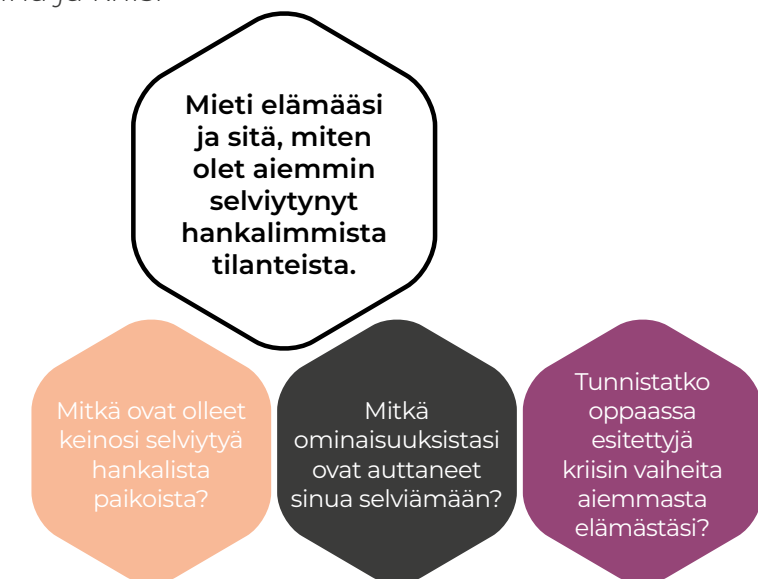 Mieti elämääsi
ja sitä, miten
olet aiemmin
selviytynyt
hankalimmista
tilanteista.
Mitkä ovat olleet
keinosi selviytyä
hankalista
paikoista?
Mitkä
ominaisuuksistasi
ovat auttaneet
sinua selviämään?
Tunnistatko
oppaassa
esitettyjä
kriisin vaiheita
aiemmasta
elämästäsi?